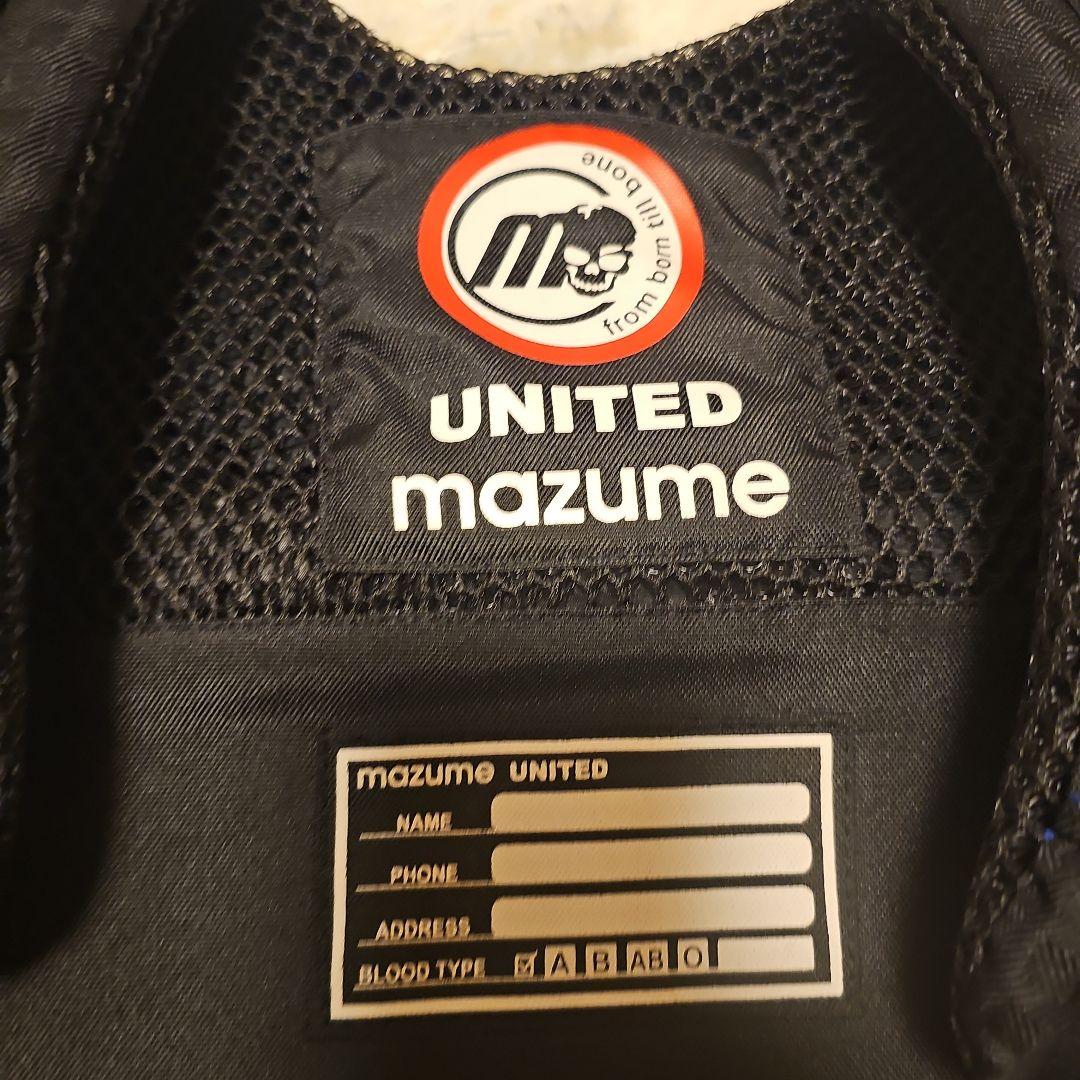 m
from born till bone
UNITED
mazume
mazume UNITED
NAME
PHONE
ADDRESS
BLOOD TYPE ☑ A B AB O